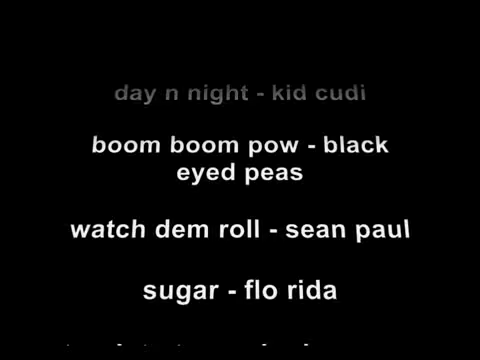 day n night - kid cudi
boom boom pow - black
eyed peas
watch dem roll - sean paul
sugar - flo rida